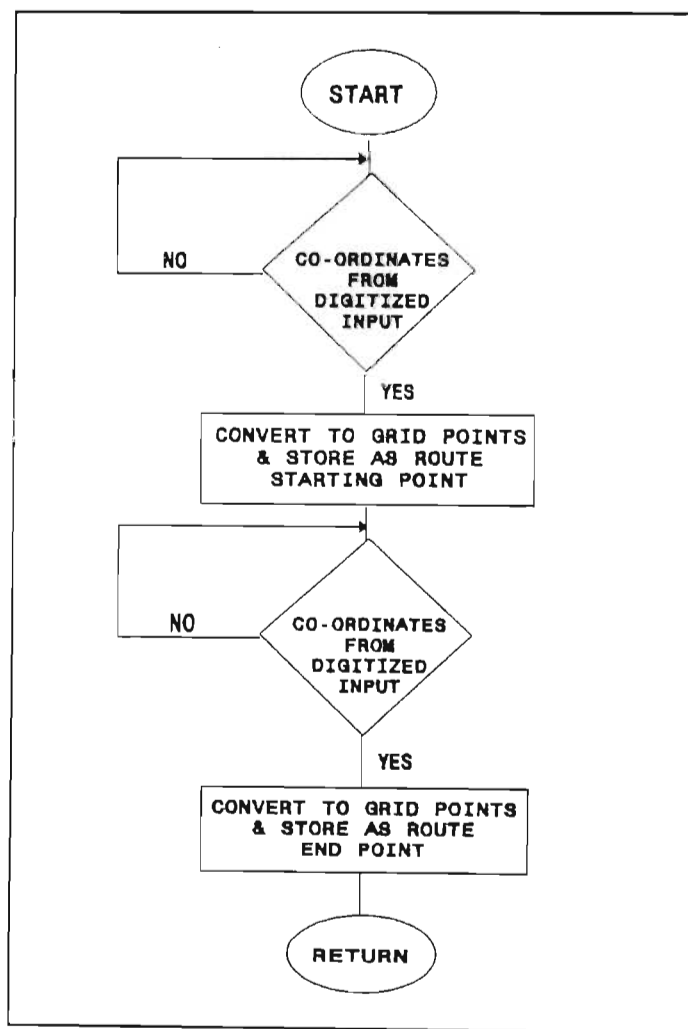 START
NO
CO-ORDINATES
FROM
DIGITIZED
INPUT
YES
CONVERT TO GRID POINTS
& STORE AS ROUTE
STARTING POINT
NO
CO-ORDINATES
FROM
DIGITIZED
INPUT
YES
CONVERT TO GRID POINTS
& STORE AS ROUTE
END POINT
RETURN